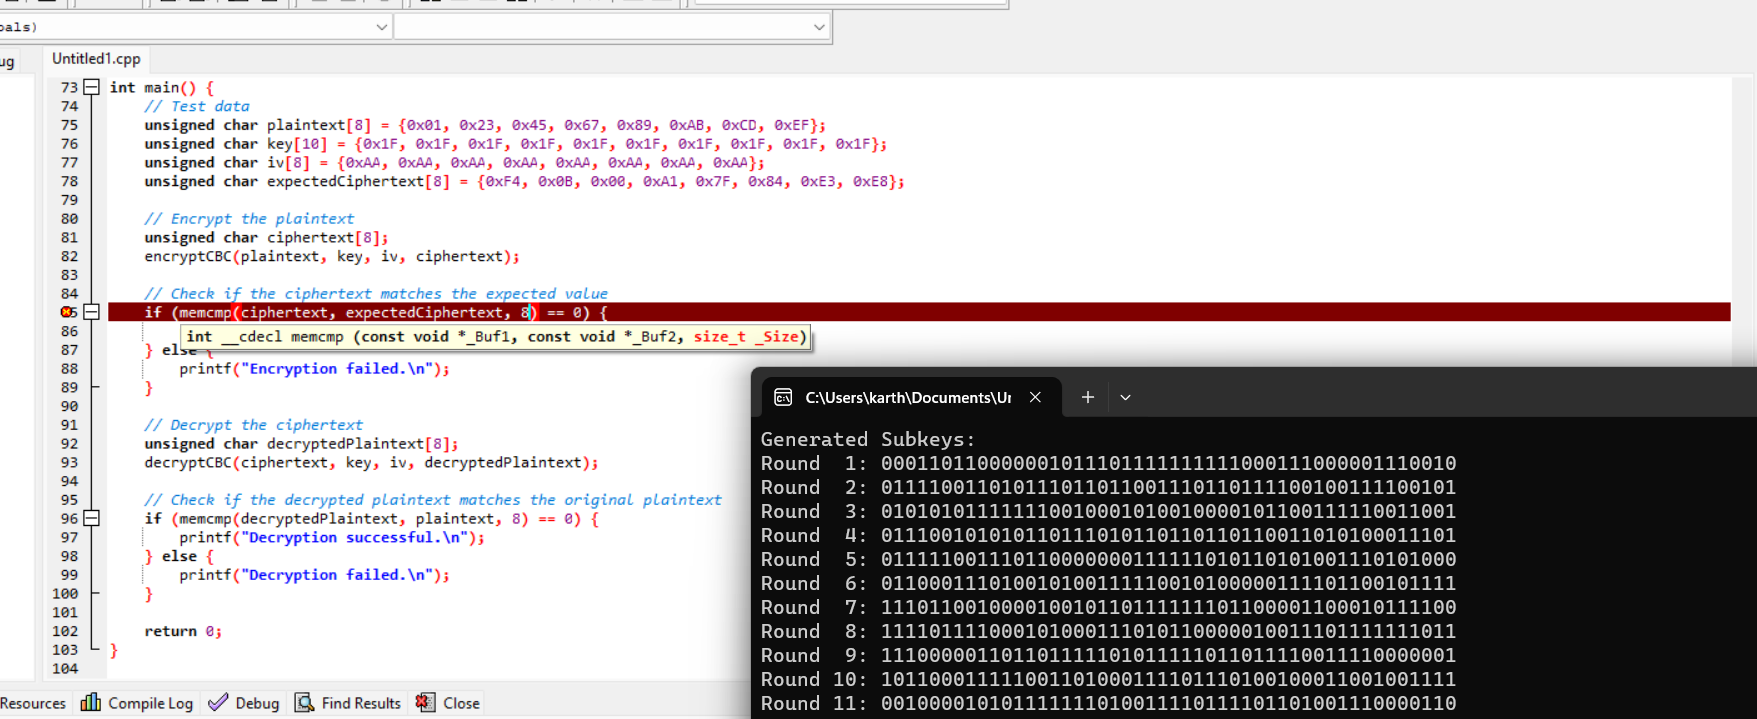 oals)
ug
Untitled1.cpp
73 int main() {
74 // Test data
75 unsigned char plaintext[8] = {0x01, 0x23, 0x45, 0x67, 0x89, 0xAB, 0xCD, 0xEF};
76 unsigned char key[10] = {0x1F, 0x1F, 0x1F, 0x1F, 0x1F, 0x1F, 0x1F, 0x1F, 0x1F, 0x1F};
77 unsigned char iv[8] = {0xAA, 0xAA, 0xAA, 0xAA, 0xAA, 0xAA, 0xAA, 0xAA};
78 unsigned char expectedCiphertext[8] = {0xF4, 0x0B, 0x00, 0xA1, 0x7F, 0x84, 0xE3, 0xE8};
79
80 // Encrypt the plaintext
81 unsigned char ciphertext[8];
82 encryptCBC(plaintext, key, iv, ciphertext);
83
84 // Check if the ciphertext matches the expected value
5 if (memcmp(ciphertext, expectedCiphertext, 8) == 0) {
86
int __cdecl memcmp (const void *_Buf1, const void *_Buf2, size_t _Size)
87 } else {
88 printf("Encryption failed.\n");
89 }
90
91 // Decrypt the ciphertext
92 unsigned char decryptedPlaintext[8];
93 decryptCBC(ciphertext, key, iv, decryptedPlaintext);
94
95 // Check if the decrypted plaintext matches the original plaintext
96 if (memcmp(decryptedPlaintext, plaintext, 8) == 0) {
97 printf("Decryption successful.\n");
98 } else {
99 printf("Decryption failed.\n");
100 }
101
102 return 0;
103 }
104
Resources Compile Log Debug Find Results Close
C:\Users\karth\Documents\Ur
Generated Subkeys:
Round 1: 000110110000001011101111111111000111000001110010
Round 2: 011110011010111011011001110110111100100111100101
Round 3: 010101011111110010001010010000101100111110011001
Round 4: 011100101010110111010110110110110011010100011101
Round 5: 011111001110110000000111111010110101001110101000
Round 6: 011000111010010100111110010100000111101100101111
Round 7: 111011001000010010110111111101100001100010111100
Round 8: 111101111000101000111010110000010011101111111011
Round 9: 111000001101101111101011111011011110011110000001
Round 10: 101100011111001101000111101110100100011001001111
Round 11: 001000010101111111010011110111101101001110000110